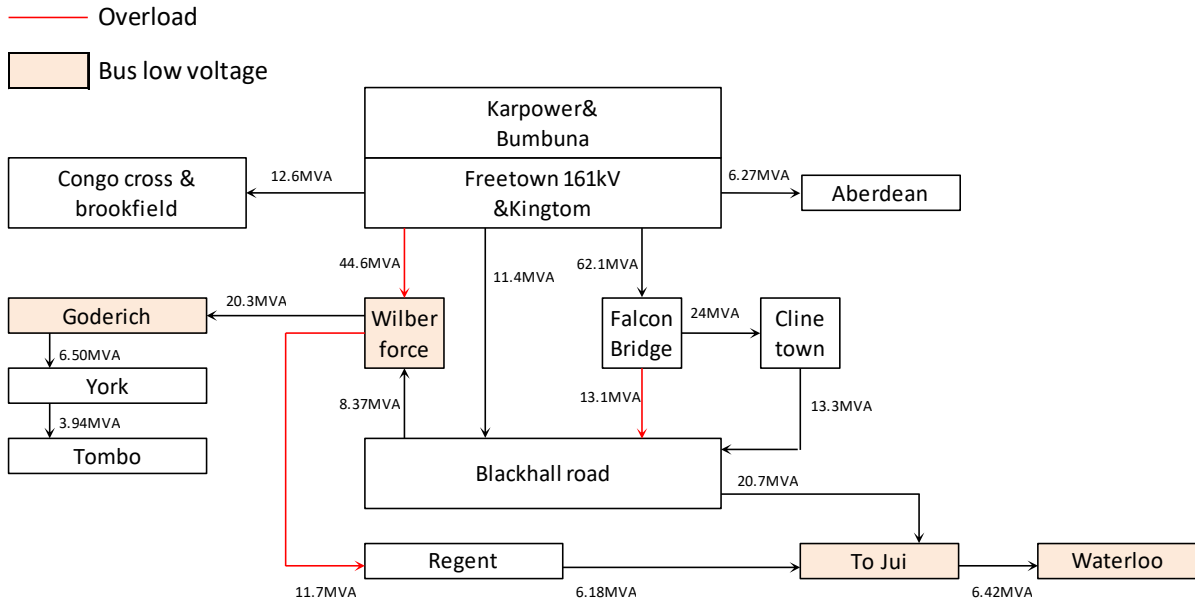 Overload
Bus low voltage
Karpower&
Bumbuna
Congo cross &
brookfield
12.6MVA
Freetown 161kV
&Kingtom
6.27MVA
Aberdean
44.6MVA
11.4MVA
62.1MVA
Goderich
20.3MVA
Wilber
force
Falcon
Bridge
24MVA
Cline
town
6.50MVA
York
8.37MVA
13.1MVA
13.3MVA
3.94MVA
Tombo
Blackhall road
20.7MVA
Regent
To Jui
Waterloo
11.7MVA
6.18MVA
6.42MVA